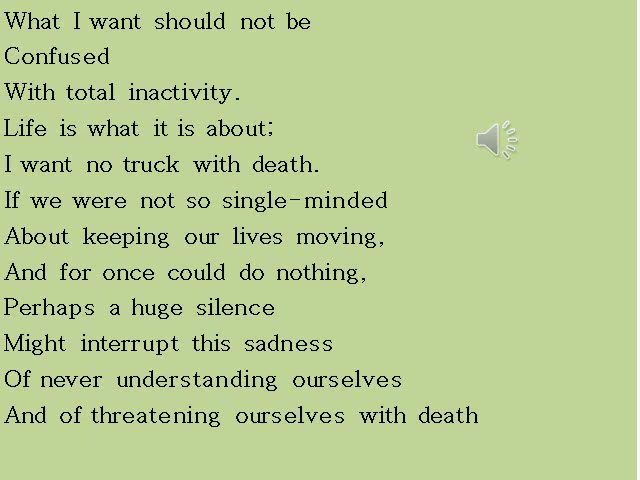 What I want should not be
Confused
With total inactivity.
Life is what it is about;
I want no truck with death.
If we were not so single-minded
About keeping our lives moving,
And for once could do nothing,
Perhaps a huge silence
Might interrupt this sadness
Of never understanding ourselves
And of threatening ourselves with death